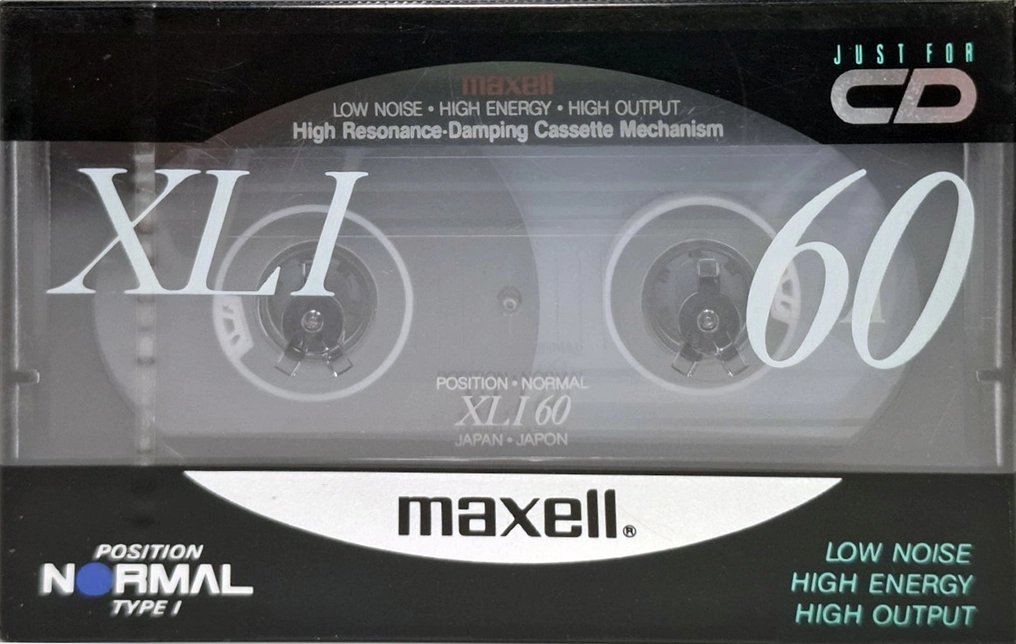 JUST FOR
CD
maxell
LOW NOISE • HIGH ENERGY • HIGH OUTPUT
High Resonance-Damping Cassette Mechanism
XLI 60
POSITION • NORMAL
XLI 60
JAPAN • JAPON
maxell®
POSITION
NORMAL
TYPE I
LOW NOISE
HIGH ENERGY
HIGH OUTPUT